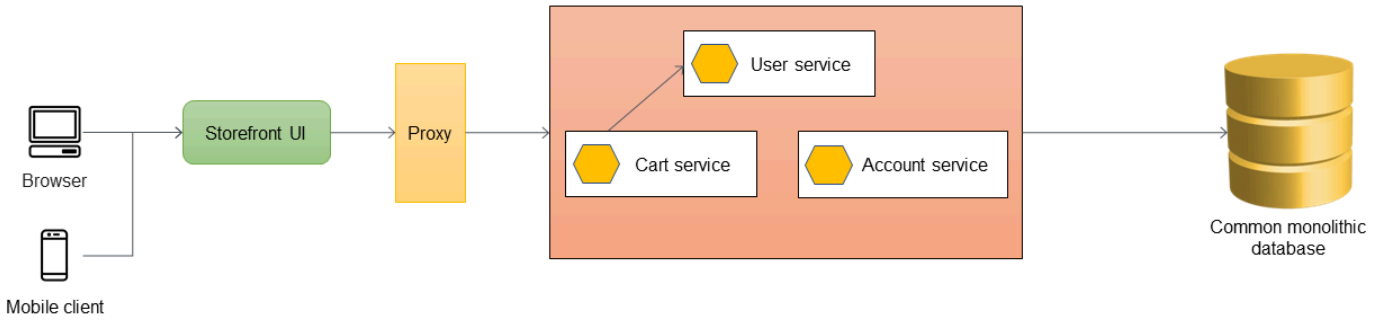 Browser
Mobile client
Storefront UI
Proxy
User service
Cart service
Account service
Common monolithic
database